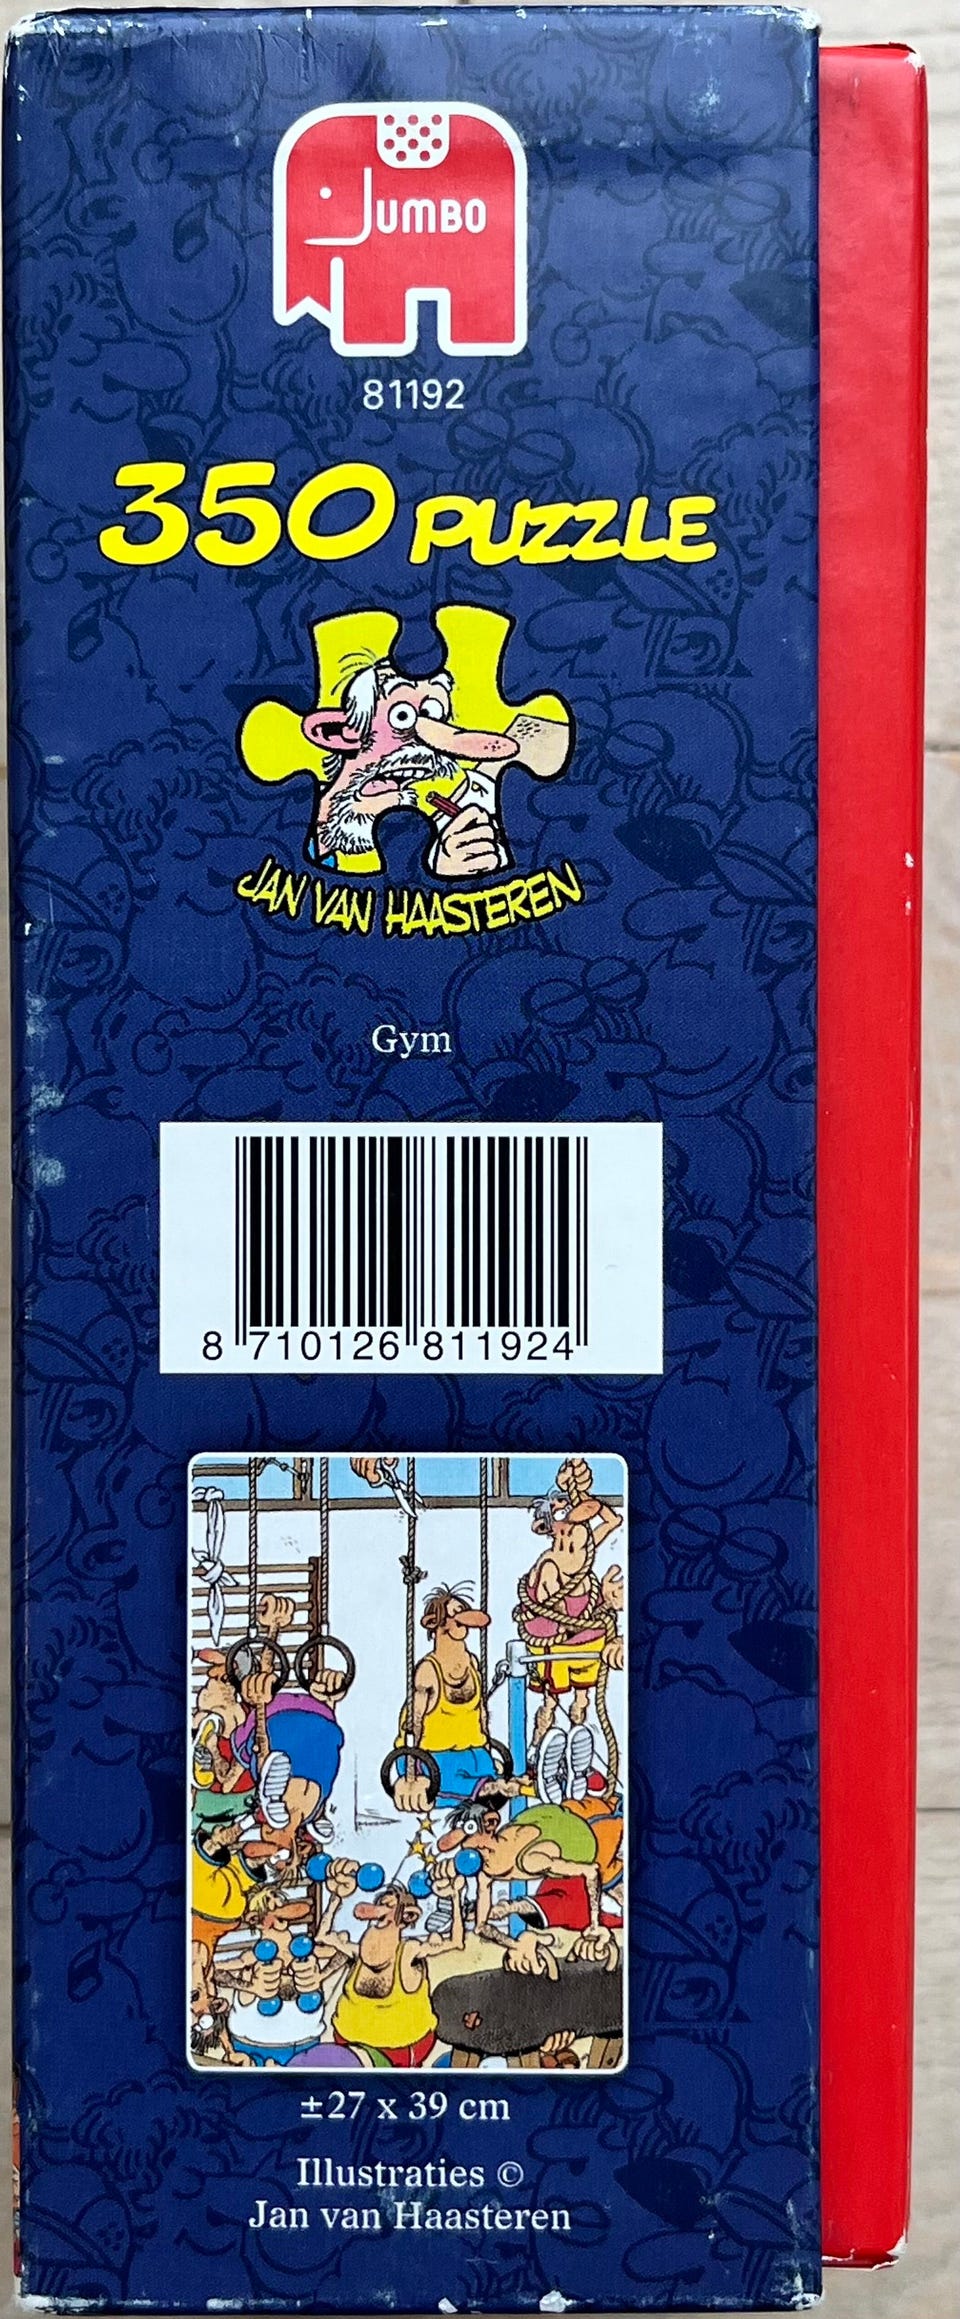 JUMBO
81192
350 PUZZLE
JAN VAN HAASTEREN
Gym
8 710126 811924
±27 x 39 cm
Illustraties ©
Jan van Haasteren